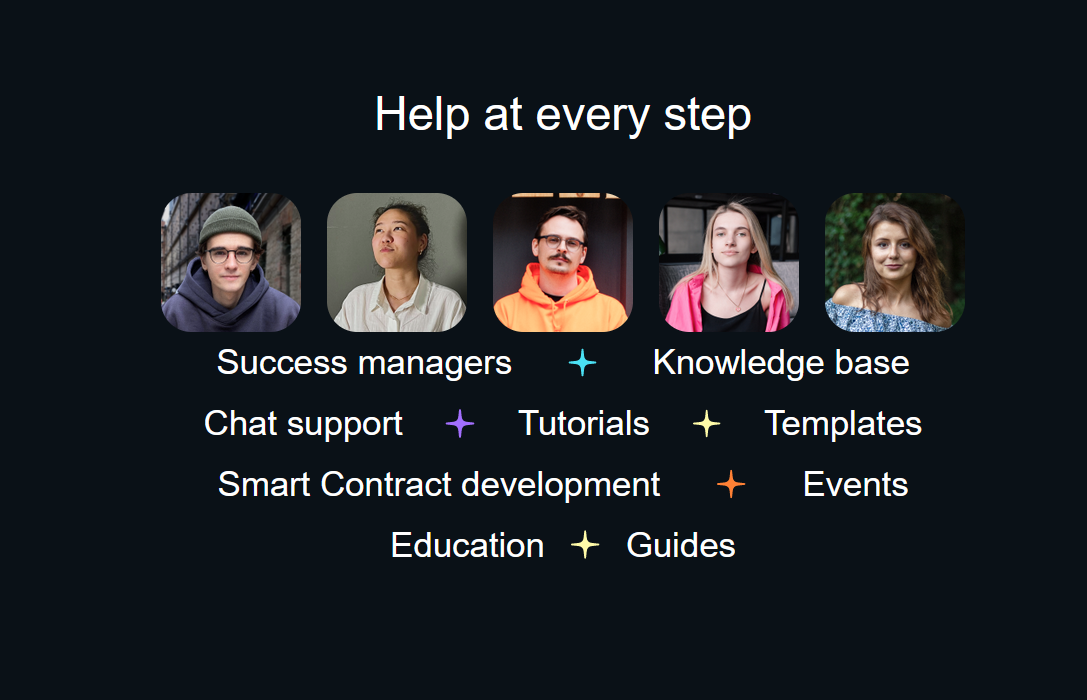 Help at every step
Success managers Knowledge base
Chat support Tutorials Templates
Smart Contract development Events
Education Guides